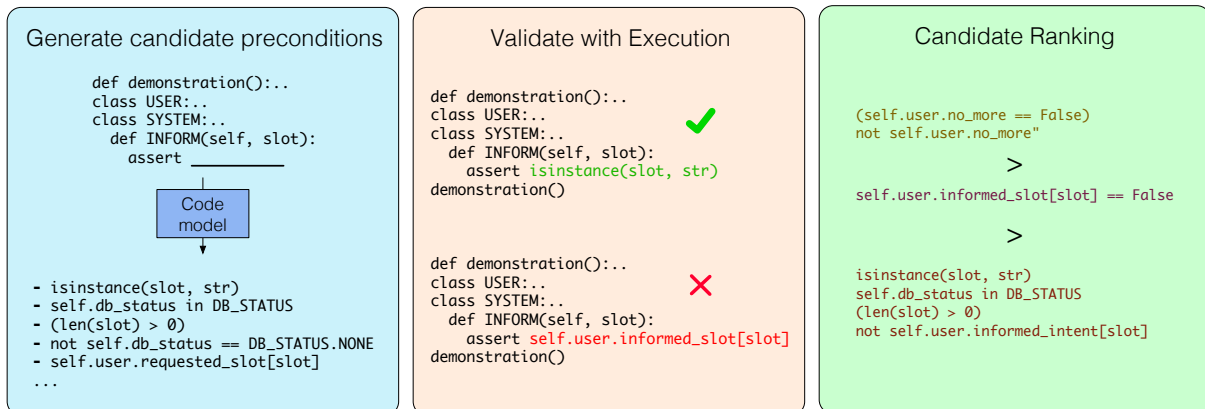 Generate candidate preconditions
def demonstration():..
class USER:..
class SYSTEM:..
def INFORM(self, slot):
assert ___________
Code
model
- isinstance(slot, str)
- self.db_status in DB_STATUS
- (len(slot) > 0)
- not self.db_status == DB_STATUS.NONE
- self.user.requested_slot[slot]
...
Validate with Execution
def demonstration():..
class USER:..
class SYSTEM:..
def INFORM(self, slot):
assert isinstance(slot, str)
demonstration()
def demonstration():..
class USER:..
class SYSTEM:..
def INFORM(self, slot):
assert self.user.informed_slot[slot]
demonstration()
Candidate Ranking
(self.user.no_more == False)
not self.user.no_more"
>
self.user.informed_slot[slot] == False
>
isinstance(slot, str)
self.db_status in DB_STATUS
(len(slot) > 0)
not self.user.informed_intent[slot]